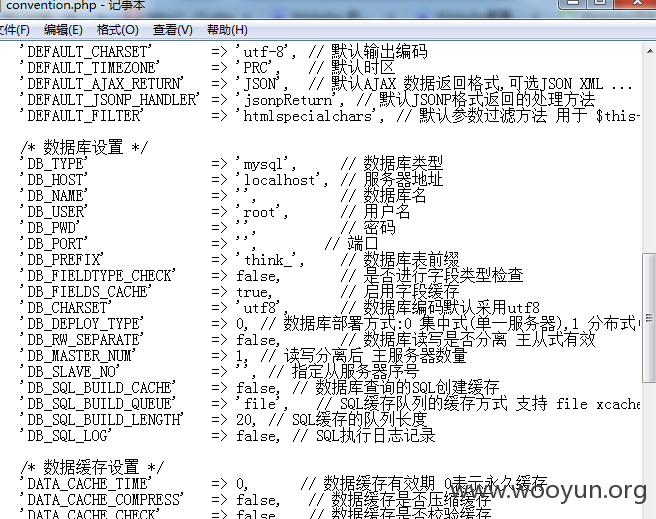 convention.php - 记事本
文件(F) 编辑(E) 格式(O) 查看(V) 帮助(H)
'DEFAULT_CHARSET' => 'utf-8', // 默认输出编码
'DEFAULT_TIMEZONE' => 'PRC', // 默认时区
'DEFAULT_AJAX_RETURN' => 'JSON', // 默认AJAX 数据返回格式,可选JSON XML ...
'DEFAULT_JSONP_HANDLER' => 'jsonpReturn', // 默认JSONP格式返回的处理方法
'DEFAULT_FILTER' => 'htmlspecialchars', // 默认参数过滤方法 用于 $this-
/* 数据库设置 */
'DB_TYPE' => 'mysql', // 数据库类型
'DB_HOST' => 'localhost', // 服务器地址
'DB_NAME' => '', // 数据库名
'DB_USER' => 'root', // 用户名
'DB_PWD' => '', // 密码
'DB_PORT' => '', // 端口
'DB_PREFIX' => 'think_', // 数据库表前缀
'DB_FIELDTYPE_CHECK' => false, // 是否进行字段类型检查
'DB_FIELDS_CACHE' => true, // 启用字段缓存
'DB_CHARSET' => 'utf8', // 数据库编码默认采用utf8
'DB_DEPLOY_TYPE' => 0, // 数据库部署方式:0 集中式(单一服务器),1 分布式
'DB_RW_SEPARATE' => false, // 数据库读写是否分离 主从式有效
'DB_MASTER_NUM' => 1, // 读写分离后 主服务器数量
'DB_SLAVE_NO' => '', // 指定从服务器序号
'DB_SQL_BUILD_CACHE' => false, // 数据库查询的SQL创建缓存
'DB_SQL_BUILD_QUEUE' => 'file', // SQL缓存队列的缓存方式 支持 file xcache
'DB_SQL_BUILD_LENGTH' => 20, // SQL缓存的队列长度
'DB_SQL_LOG' => false, // SQL执行日志记录
/* 数据缓存设置 */
'DATA_CACHE_TIME' => 0, // 数据缓存有效期 0表示永久缓存
'DATA_CACHE_COMPRESS' => false, // 数据缓存是否压缩缓存
'DATA_CACHE_CHECK' => false, // 数据缓存是否校验缓存
www.wooyun.org